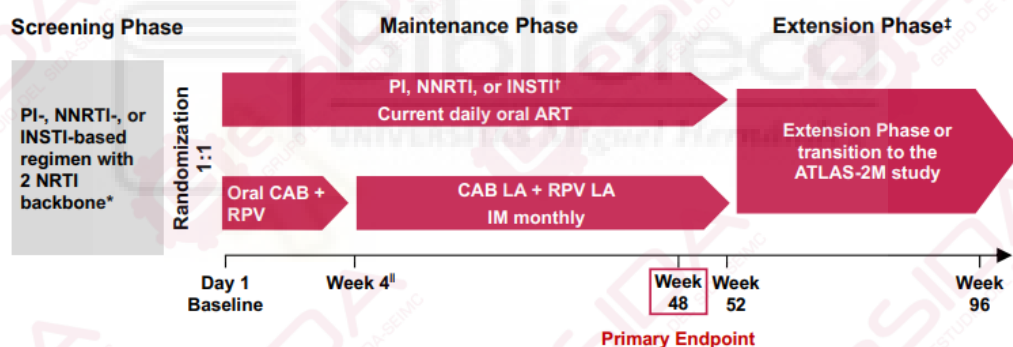 Screening Phase
Maintenance Phase
Extension Phase‡
PI-, NNRTI-, or
INSTI-based
regimen with
2 NRTI
backbone*
Randomization
1:1
PI, NNRTI, or INSTI†
Current daily oral ART
Oral CAB +
RPV
CAB LA + RPV LA
IM monthly
Extension Phase or
transition to the
ATLAS-2M study
Day 1
Baseline
Week 4||
Week
48
Week
52
Week
96
Primary Endpoint
Biblioteca